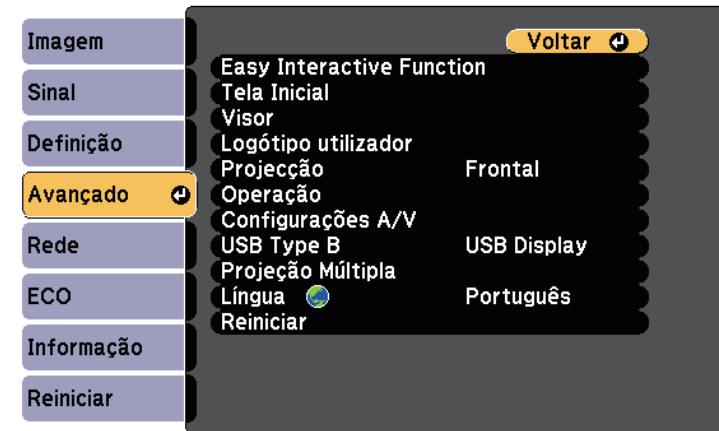 Imagem
Sinal
Definição
Avançado
Rede
ECO
Informação
Reiniciar
Voltar
Easy Interactive Function
Tela Inicial
Visor
Logótipo utilizador
Projecção Frontal
Operação
Configurações A/V
USB Type B USB Display
Projeção Múltipla
Língua Português
Reiniciar